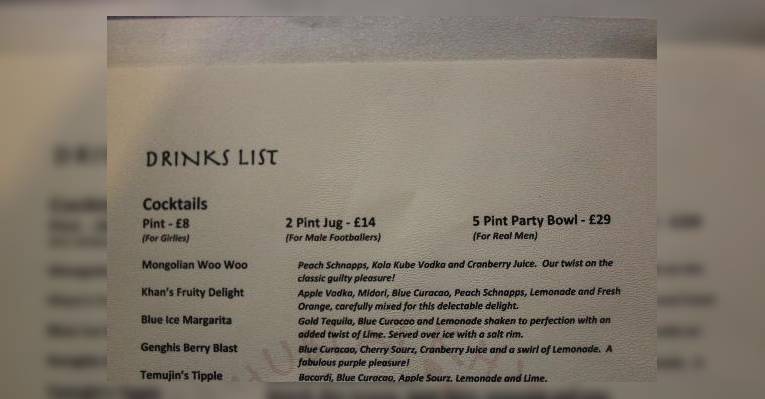 DRINKS LIST
Cocktails
Pint - £8 2 Pint Jug - £14 5 Pint Party Bowl - £29
(For Girlies) (For Male Footballers) (For Real Men)
Mongolian Woo Woo Peach Schnapps, Kola Kube Vodka and Cranberry Juice. Our twist on the
classic guilty pleasure!
Khan's Fruity Delight Apple Vodka, Midori, Blue Curacao, Peach Schnapps, Lemonade and Fresh
Orange, carefully mixed for this delectable delight.
Blue Ice Margarita Gold Tequila, Blue Curacao and Lemonade shaken to perfection with an
added twist of Lime. Served over ice with a salt rim.
Genghis Berry Blast Blue Curacao, Cherry Sourz, Cranberry Juice and a swirl of Lemonade. A
fabulous purple pleasure!
Temujin's Tipple Bacardi, Blue Curacao, Apple Sourz, Lemonade and Lime.